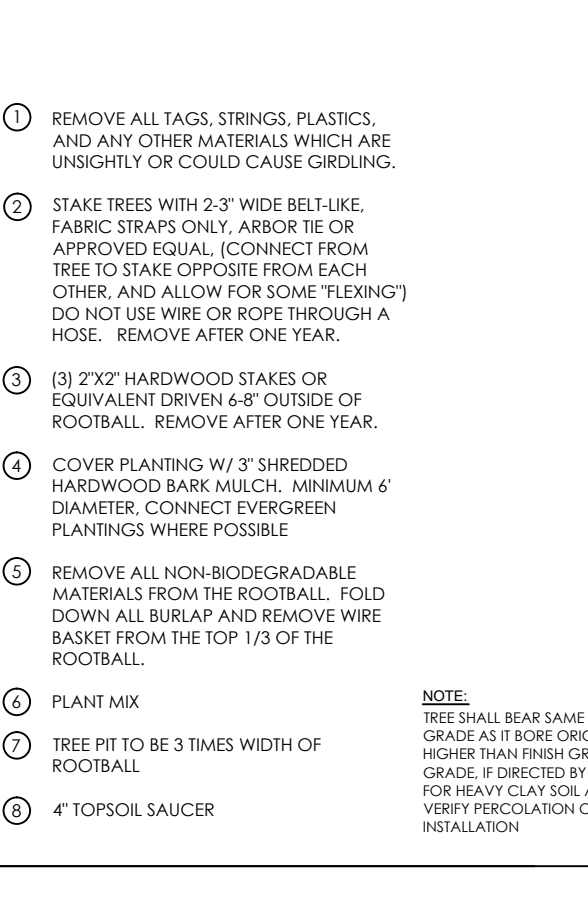 1 REMOVE ALL TAGS, STRINGS, PLASTICS,
AND ANY OTHER MATERIALS WHICH ARE
UNSIGHTLY OR COULD CAUSE GIRDLING.
2 STAKE TREES WITH 2-3" WIDE BELT-LIKE,
FABRIC STRAPS ONLY, ARBOR TIE OR
APPROVED EQUAL, (CONNECT FROM
TREE TO STAKE OPPOSITE FROM EACH
OTHER, AND ALLOW FOR SOME "FLEXING")
DO NOT USE WIRE OR ROPE THROUGH A
HOSE. REMOVE AFTER ONE YEAR.
3 (3) 2"X2" HARDWOOD STAKES OR
EQUIVALENT DRIVEN 6-8" OUTSIDE OF
ROOTBALL. REMOVE AFTER ONE YEAR.
4 COVER PLANTING W/ 3" SHREDDED
HARDWOOD BARK MULCH. MINIMUM 6'
DIAMETER, CONNECT EVERGREEN
PLANTINGS WHERE POSSIBLE
5 REMOVE ALL NON-BIODEGRADABLE
MATERIALS FROM THE ROOTBALL. FOLD
DOWN ALL BURLAP AND REMOVE WIRE
BASKET FROM THE TOP 1/3 OF THE
ROOTBALL.
6 PLANT MIX
7 TREE PIT TO BE 3 TIMES WIDTH OF
ROOTBALL
8 4" TOPSOIL SAUCER
NOTE:
TREE SHALL BEAR SAME
GRADE AS IT BORE
HIGHER THAN FINISH
GRADE, IF DIRECTED BY
FOR HEAVY CLAY SOIL
VERIFY PERCOLATION
INSTALLATION